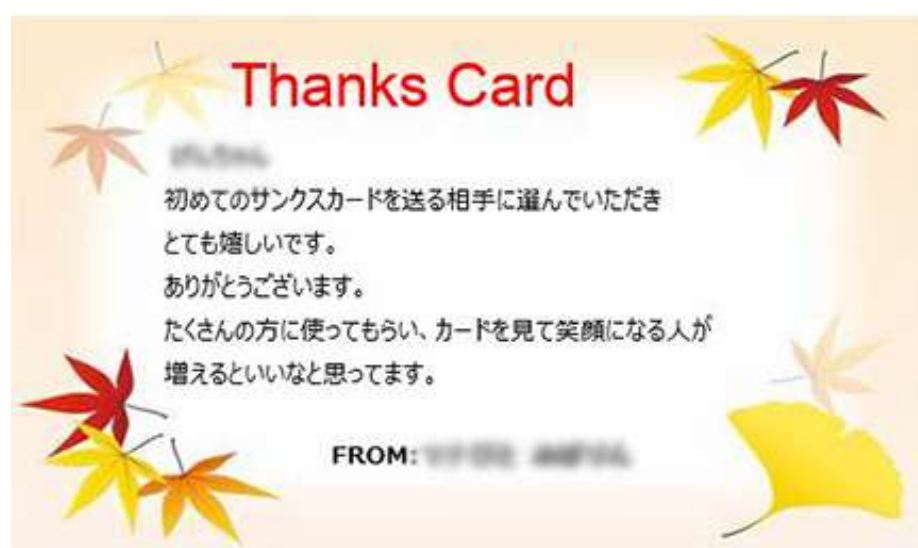 Thanks Card
初めてのサンクスカードを送る相手に選んでいただき
とても嬉しいです。
ありがとうございます。
たくさんの方に使ってもらい、カードを見て笑顔になる人が
増えるといいなと思ってます。
FROM: